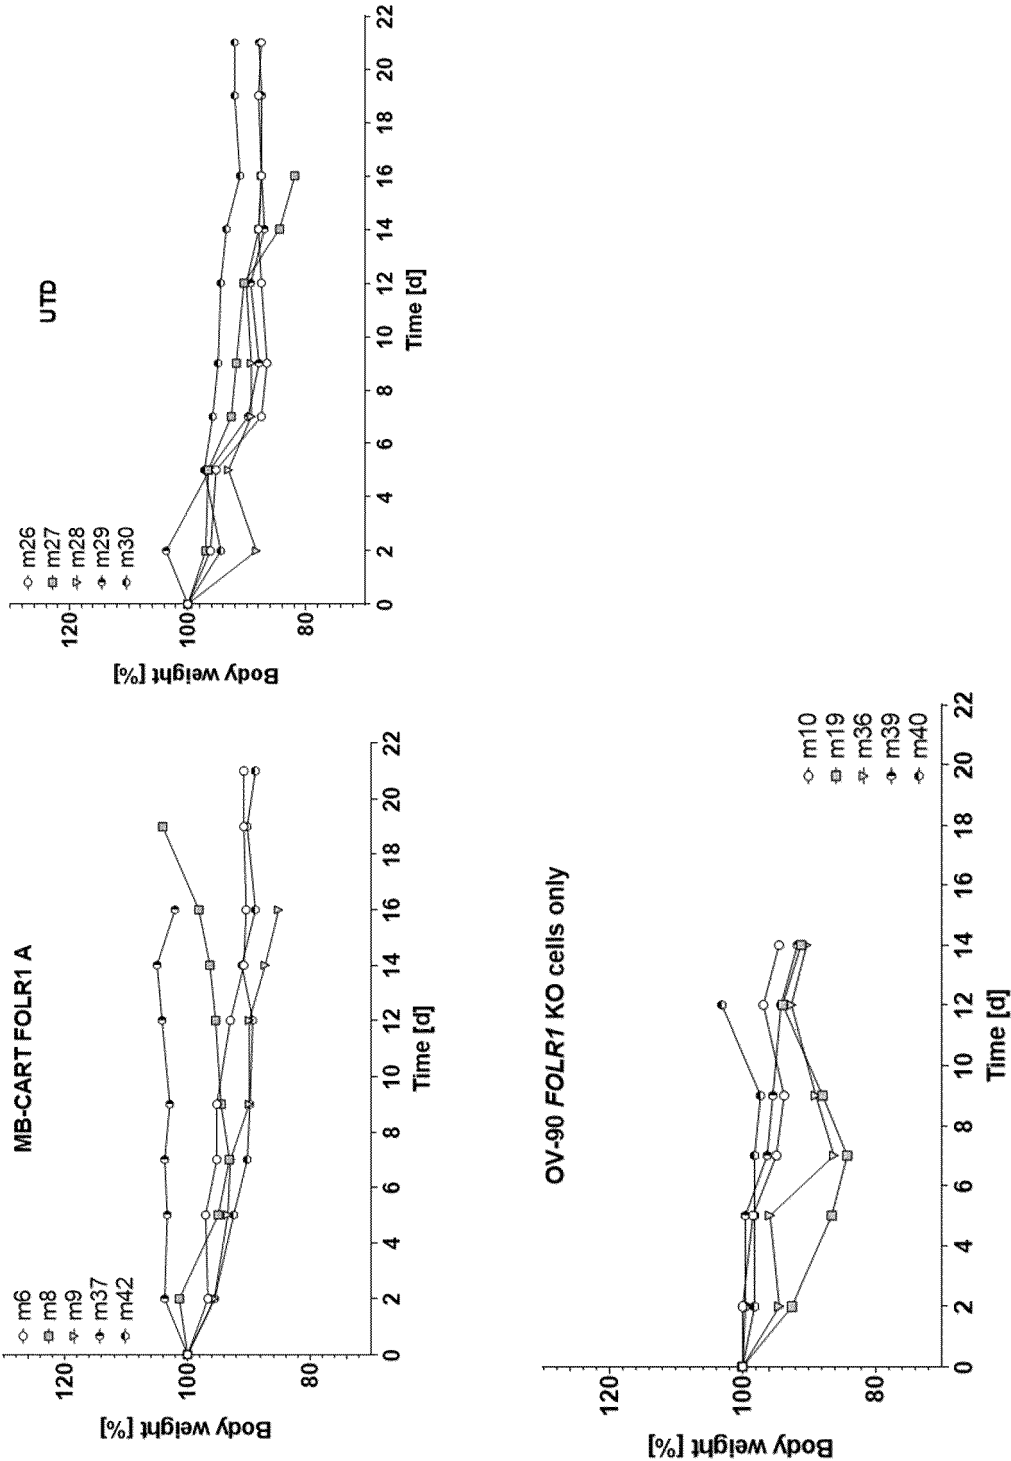 MB-CART FOLR1 A
m6
m8
m9
m37
m42
Body weight [%]
120
100
80
0
2
4
6
8
10
12
14
16
18
20
22
Time [d]
UTD
m26
m27
m28
m29
m30
Body weight [%]
120
100
80
0
2
4
6
8
10
12
14
16
18
20
22
Time [d]
OV-90 FOLR1 KO cells only
m10
m19
m36
m39
m40
Body weight [%]
120
100
80
0
2
4
6
8
10
12
14
16
18
20
22
Time [d]